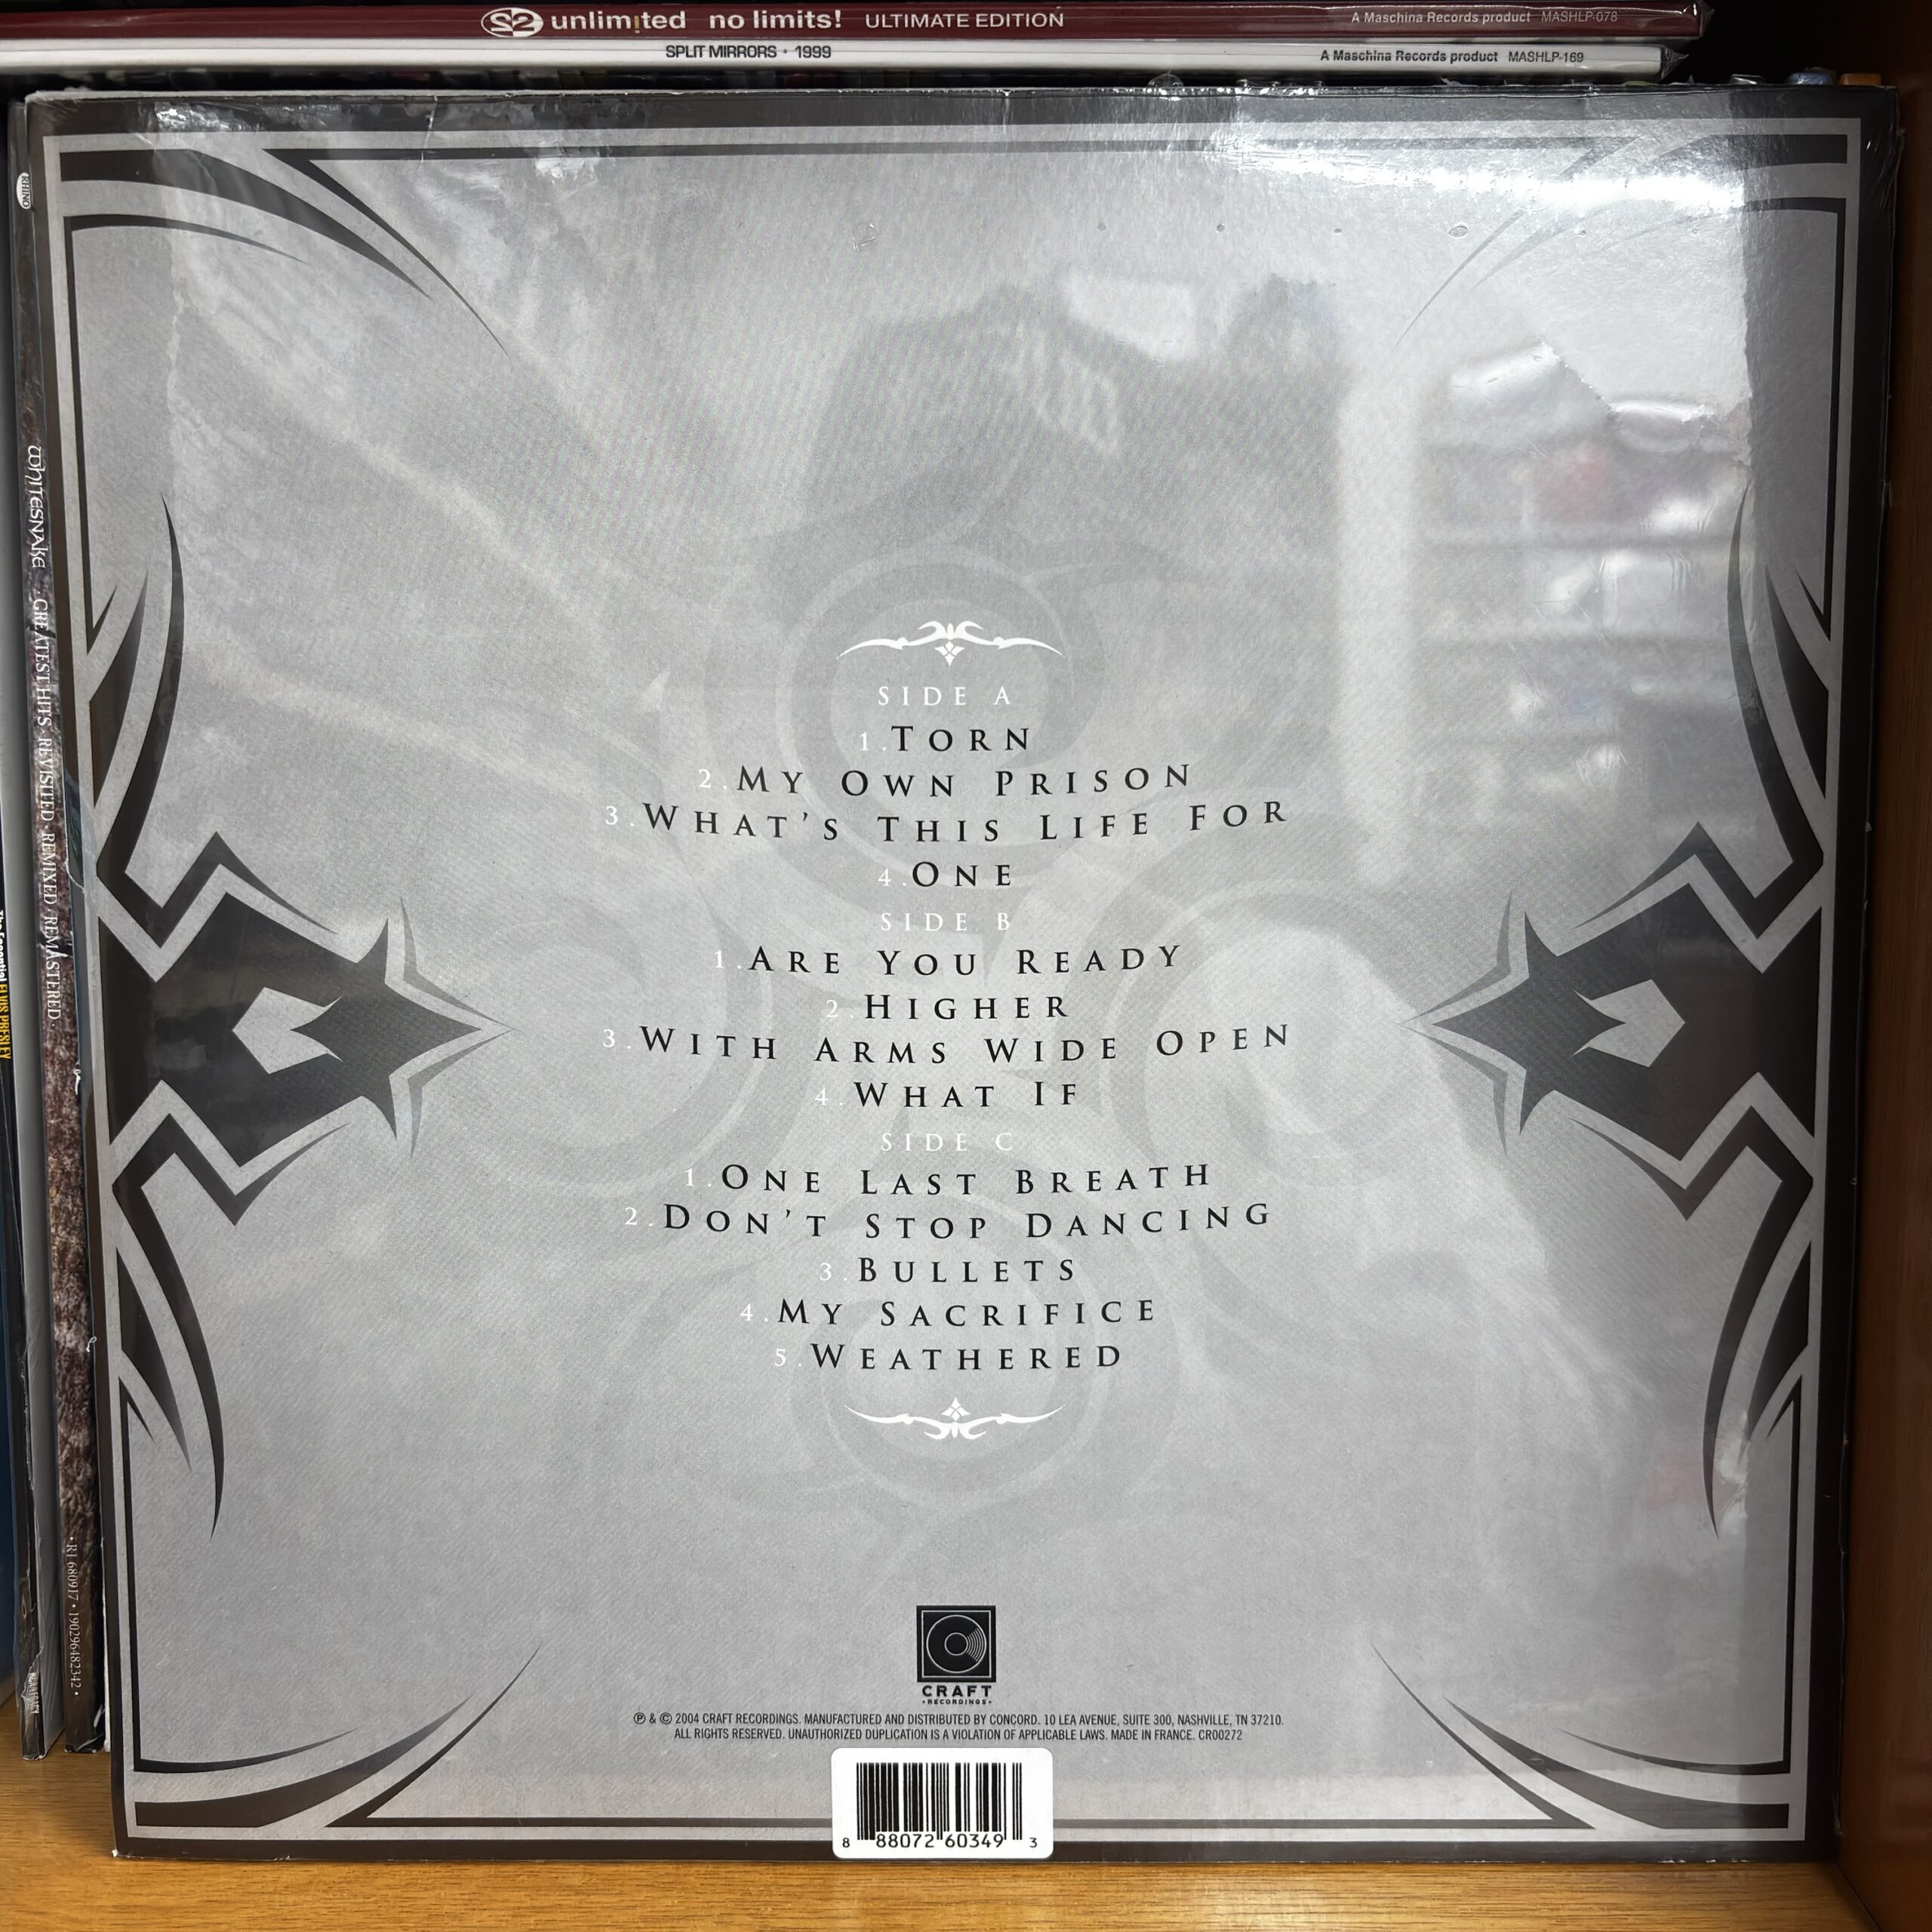 2 unlimited no limits! ULTIMATE EDITION A Maschina Records product MASHLP-078
SPLIT MIRRORS • 1999 A Maschina Records product MASHLP-169
RHINO
WHITESNAKE · GREATEST HITS · REVISITED · REMIXED · REMASTERED ·
• R1 680917 • 190296482342 •
The Essential ELVIS PRESLEY
SIDE A
1. TORN
2. MY OWN PRISON
3. WHAT'S THIS LIFE FOR
4. ONE
SIDE B
1. ARE YOU READY
2. HIGHER
3. WITH ARMS WIDE OPEN
4. WHAT IF
SIDE C
1. ONE LAST BREATH
2. DON'T STOP DANCING
3. BULLETS
4. MY SACRIFICE
5. WEATHERED
CRAFT
• RECORDINGS •
℗ & © 2004 CRAFT RECORDINGS. MANUFACTURED AND DISTRIBUTED BY CONCORD. 10 LEA AVENUE, SUITE 300, NASHVILLE, TN 37210.
ALL RIGHTS RESERVED. UNAUTHORIZED DUPLICATION IS A VIOLATION OF APPLICABLE LAWS. MADE IN FRANCE. CR00272
8 88072 60349 3